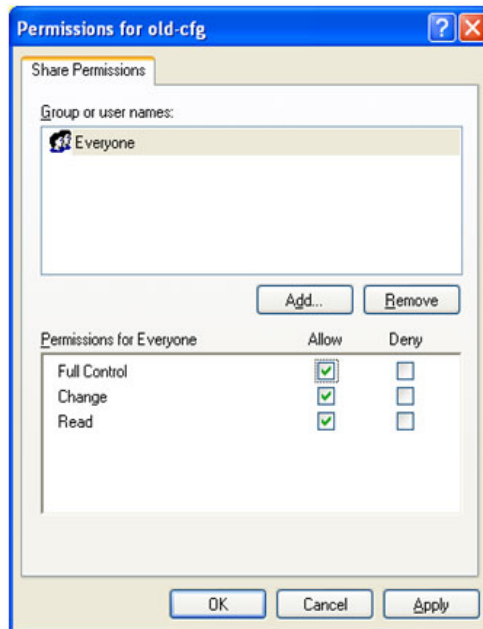 Permissions for old-cfg
Share Permissions
Group or user names:
Everyone
Add... Remove
Permissions for Everyone Allow Deny
Full Control
Change
Read
OK Cancel Apply